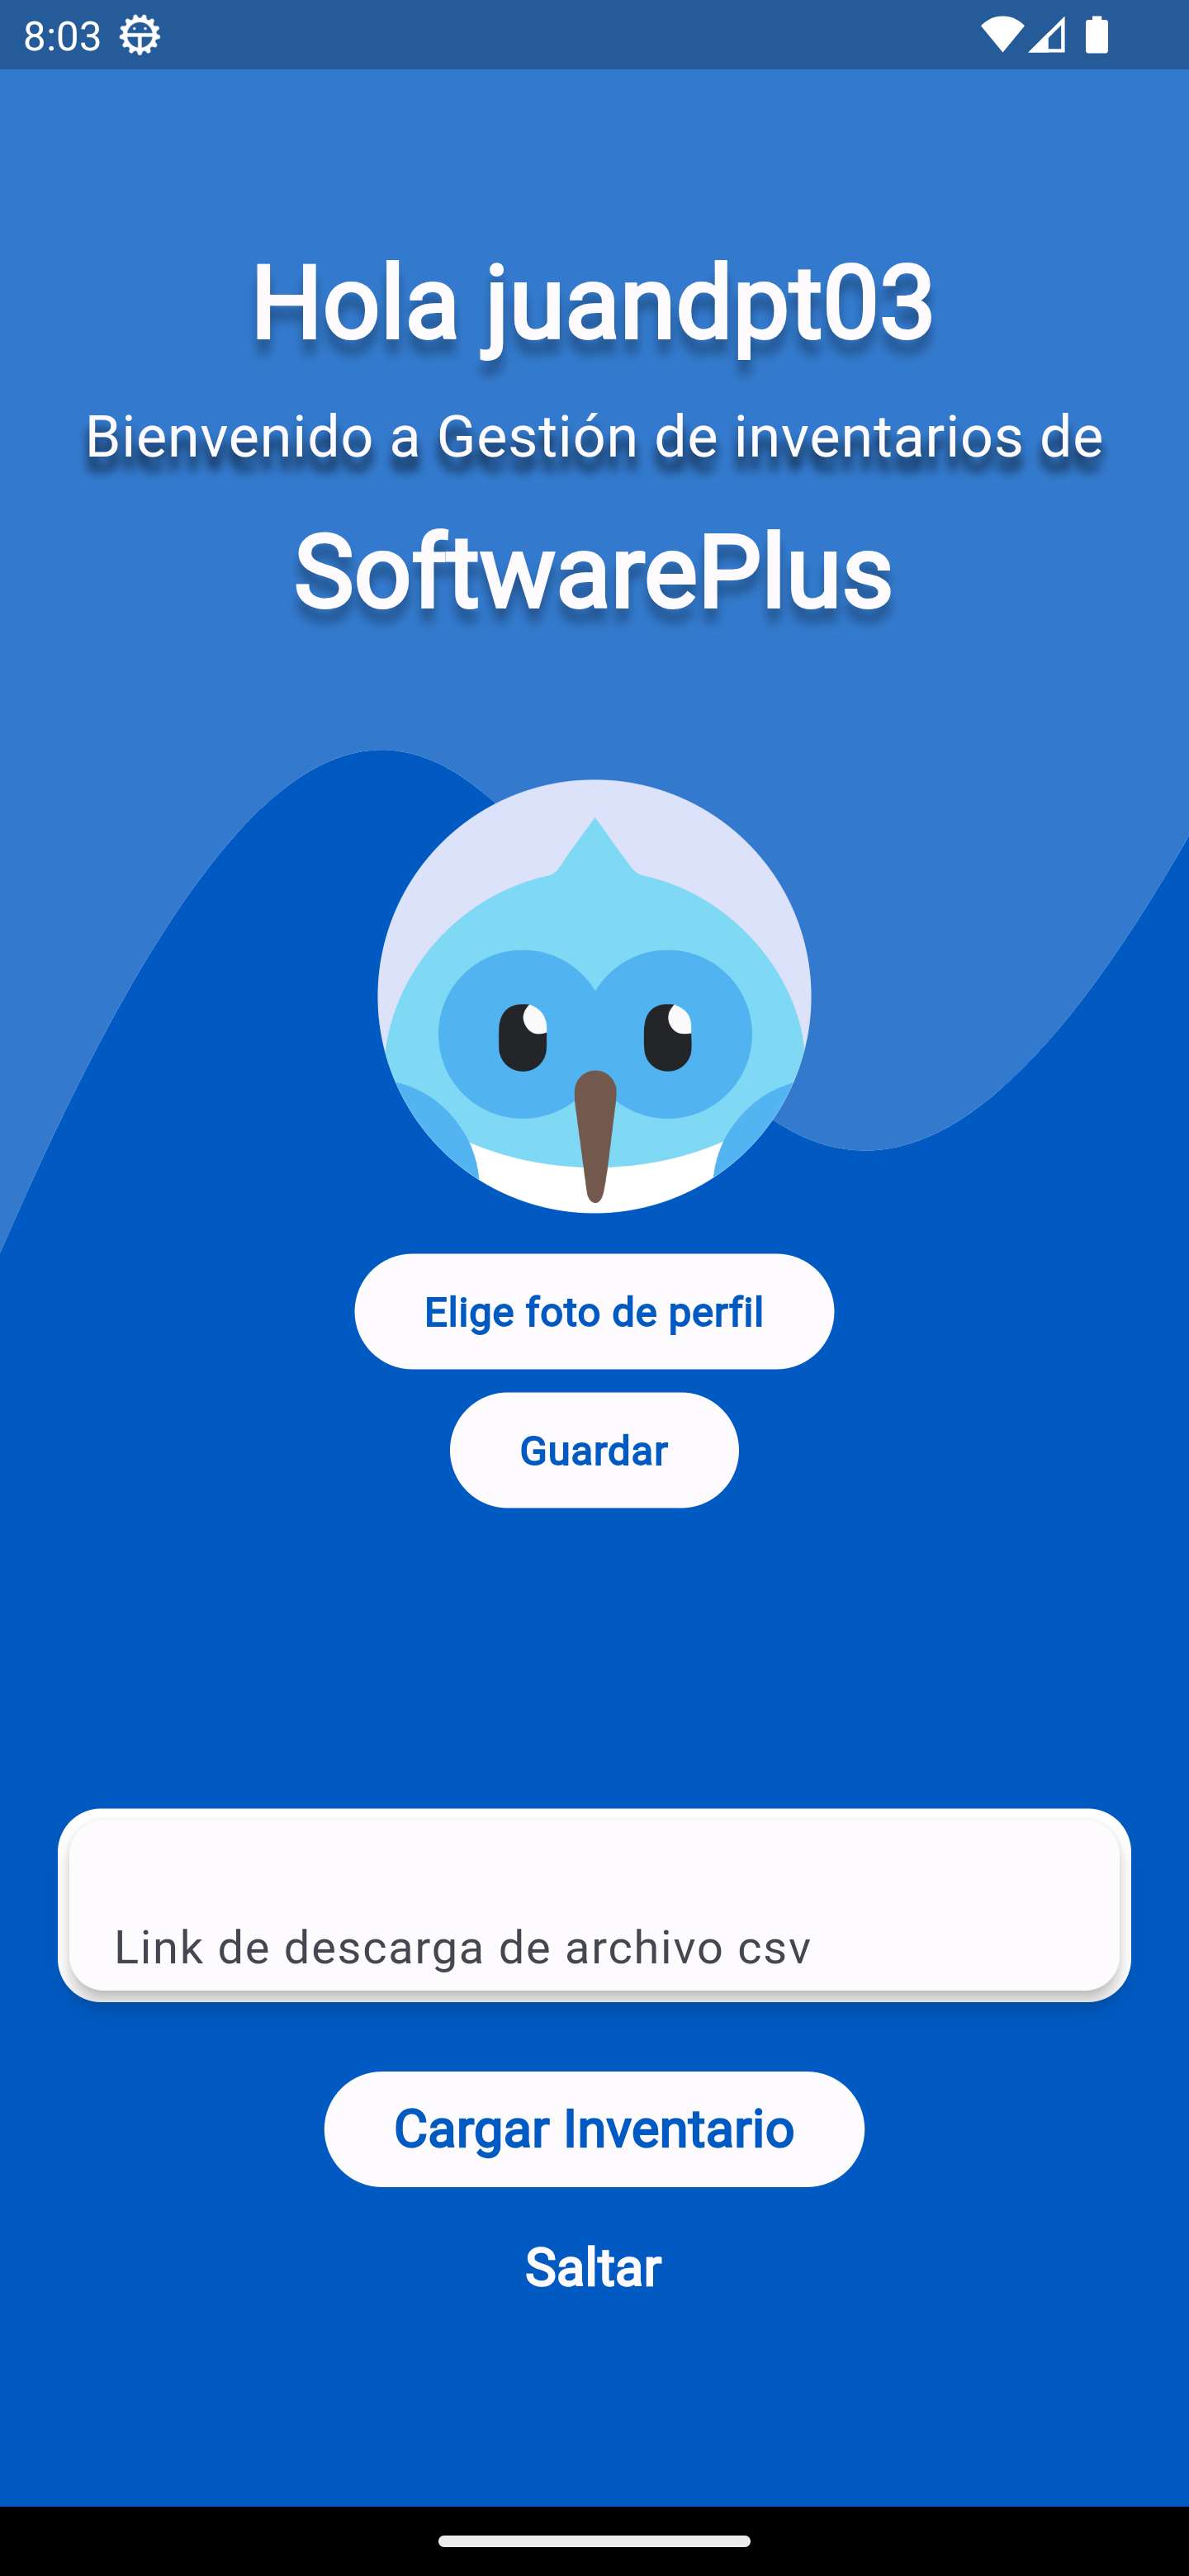 8:03
Hola juandpt03
Bienvenido a Gestión de inventarios de
SoftwarePlus
Elige foto de perfil
Guardar
Link de descarga de archivo csv
Cargar Inventario
Saltar